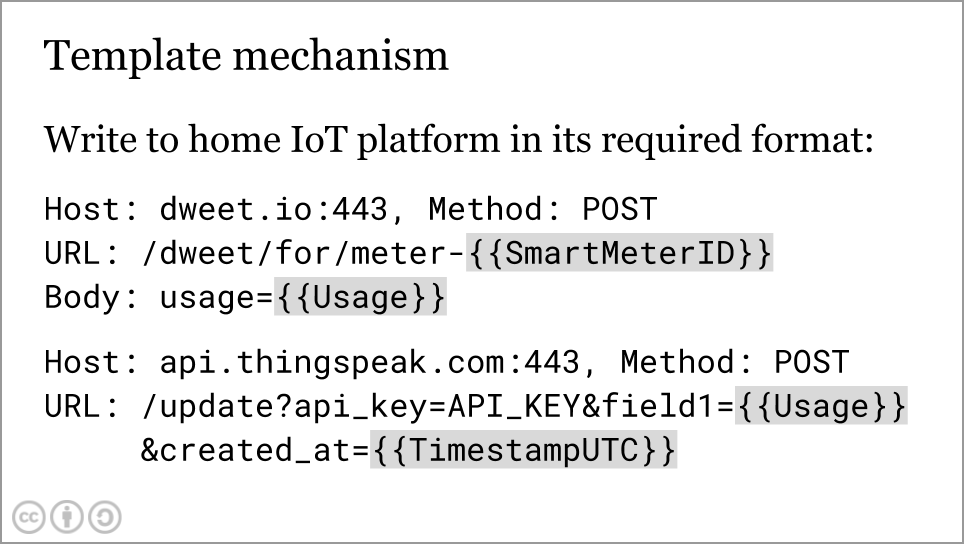 Template mechanism
Write to home IoT platform in its required format:
Host: dweet.io:443, Method: POST
URL: /dweet/for/meter-{{SmartMeterID}}
Body: usage={{Usage}}
Host: api.thingspeak.com:443, Method: POST
URL: /update?api_key=API_KEY&field1={{Usage}}
&created_at={{TimestampUTC}}
cc